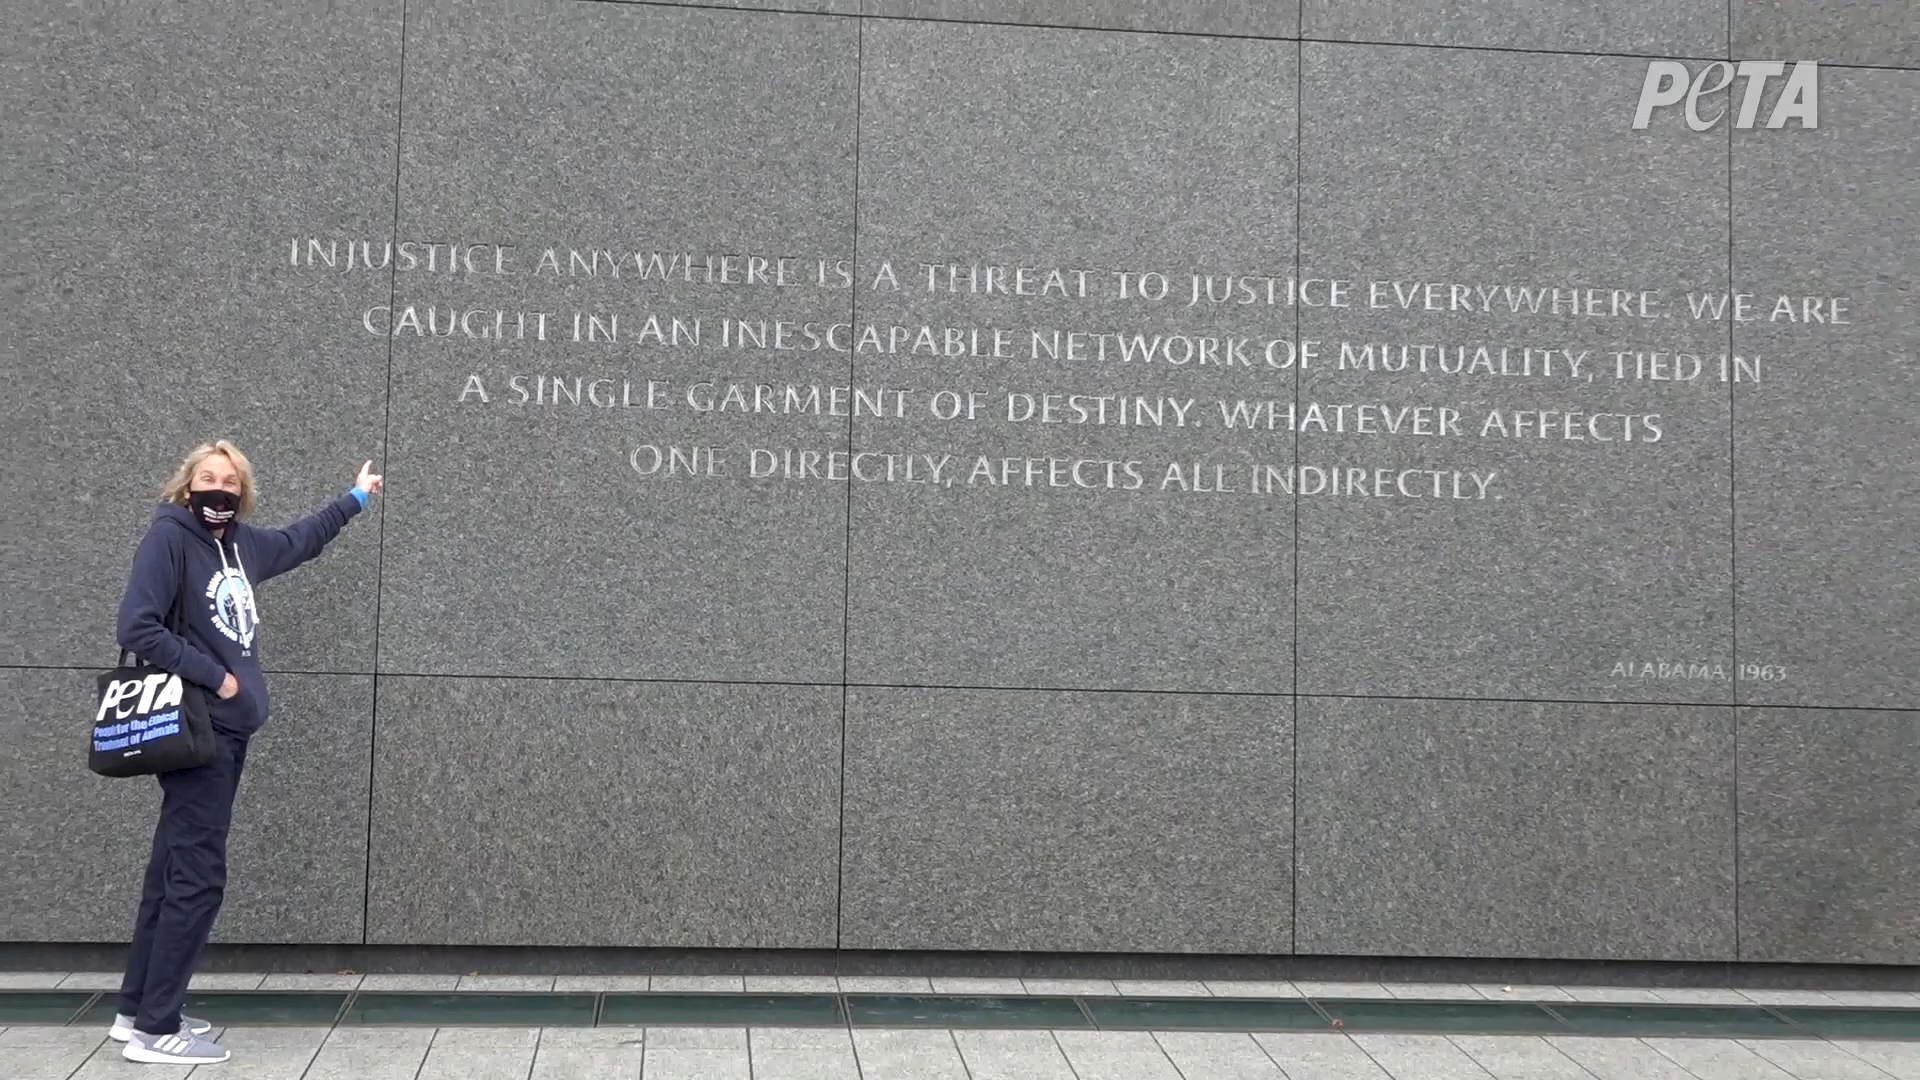 PeTA
INJUSTICE ANYWHERE IS A THREAT TO JUSTICE EVERYWHERE. WE ARE
CAUGHT IN AN INESCAPABLE NETWORK OF MUTUALITY, TIED IN
A SINGLE GARMENT OF DESTINY. WHATEVER AFFECTS
ONE DIRECTLY, AFFECTS ALL INDIRECTLY.
ALABAMA, 1963
PeTA
People for the Ethical
Treatment of Animals